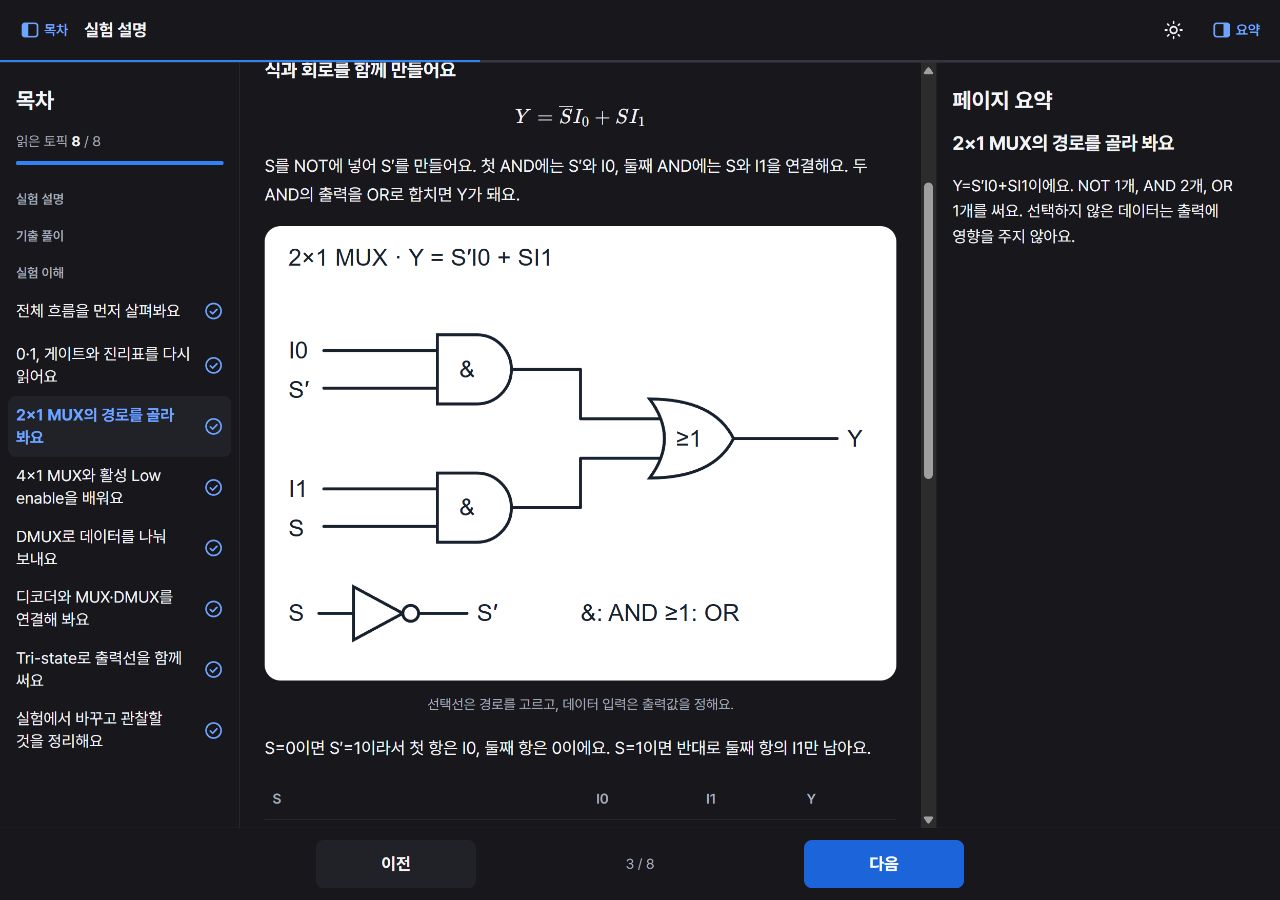 목차
실험 설명
요약
목차
읽은 토픽 8 / 8
실험 설명
기출 풀이
실험 이해
전체 흐름을 먼저 살펴봐요
0·1, 게이트와 진리표를 다시
읽어요
2×1 MUX의 경로를 골라
봐요
4×1 MUX와 활성 Low
enable을 배워요
DMUX로 데이터를 나눠
보내요
디코더와 MUX·DMUX를
연결해 봐요
Tri-state로 출력선을 함께
써요
실험에서 바꾸고 관찰할
것을 정리해요
식과 회로를 함께 만들어요
Y = S̅I₀ + SI₁
S를 NOT에 넣어 S′를 만들어요. 첫 AND에는 S′와 I0, 둘째 AND에는 S와 I1을 연결해요. 두
AND의 출력을 OR로 합치면 Y가 돼요.
2×1 MUX · Y = S′I0 + SI1
I0
S′
&
I1
S
&
≥1
Y
S
S′
&: AND ≥1: OR
선택선은 경로를 고르고, 데이터 입력은 출력값을 정해요.
S=0이면 S′=1이라서 첫 항은 I0, 둘째 항은 0이에요. S=1이면 반대로 둘째 항의 I1만 남아요.
S I0 I1 Y
페이지 요약
2×1 MUX의 경로를 골라 봐요
Y=S′I0+SI1이에요. NOT 1개, AND 2개, OR
1개를 써요. 선택하지 않은 데이터는 출력에
영향을 주지 않아요.
이전
3 / 8
다음